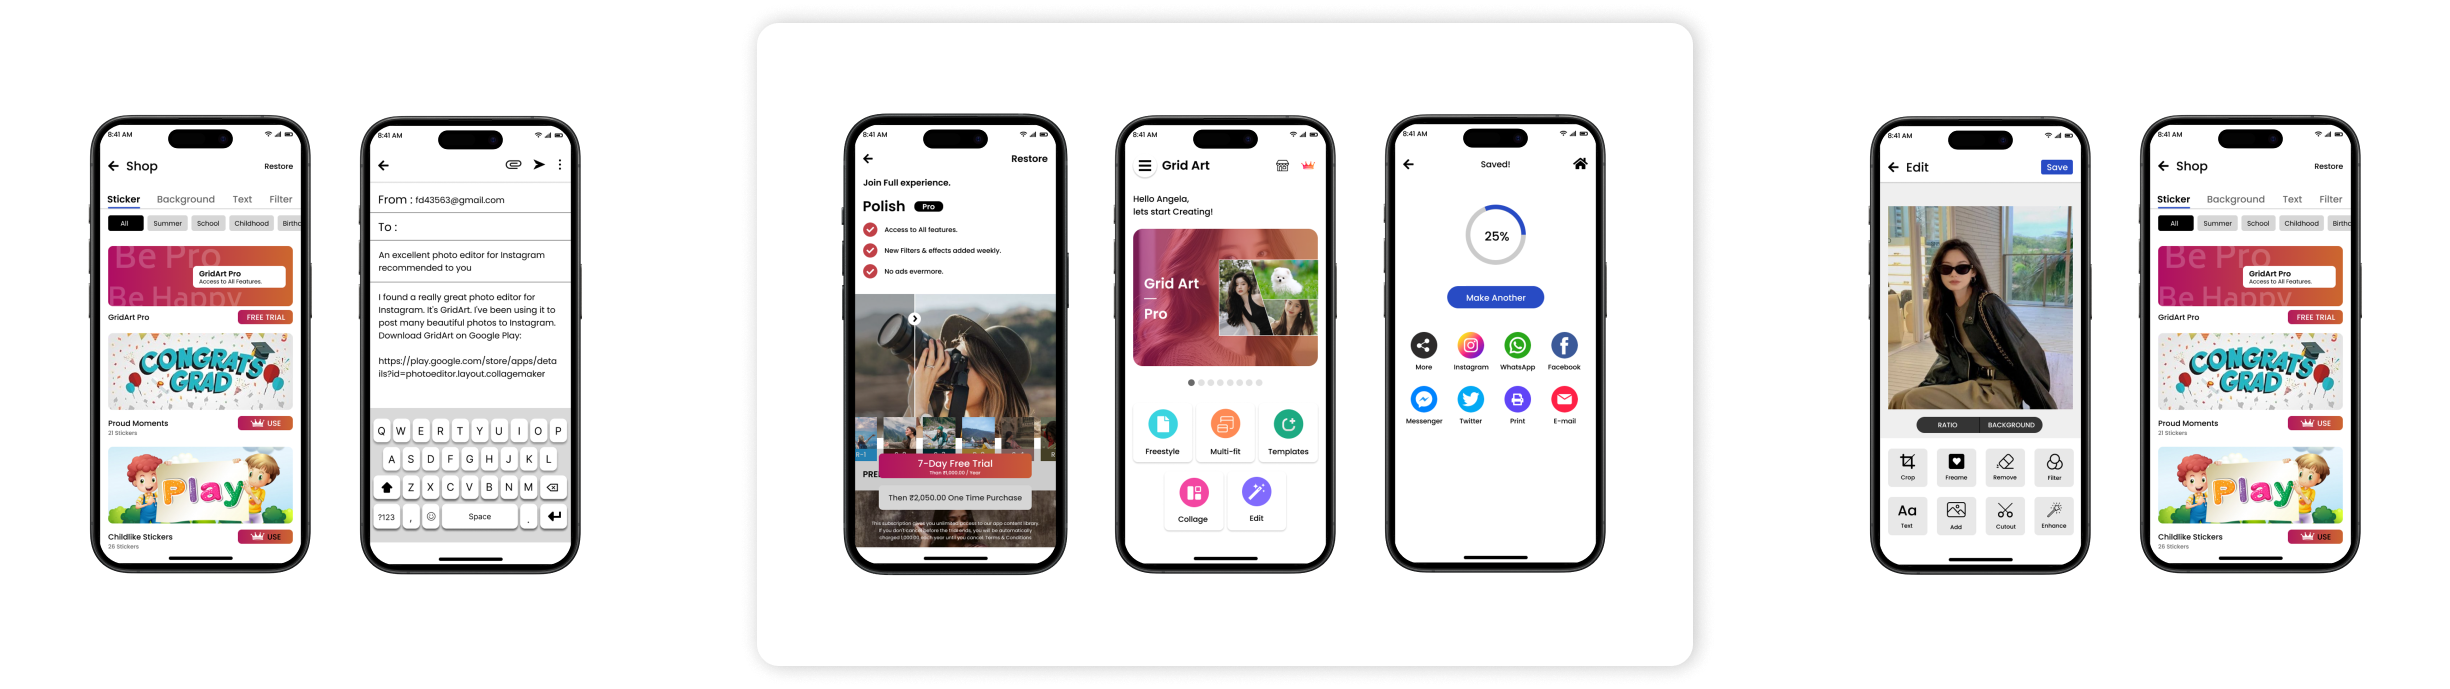 8:41 AM
Shop
Restore
Sticker Background Text Filter
All Summer School Childhood Birthd
Be Pro
GridArt Pro
Access to All Features.
Be Happy
GridArt Pro
FREE TRIAL
CONGRATS
GRAD
Proud Moments
USE
21 Stickers
Play
Childlike Stickers
USE
26 Stickers
8:41 AM
From : fd43563@gmail.com
To :
An excellent photo editor for Instagram
recommended to you
I found a really great photo editor for
Instagram. It's GridArt. I've been using it to
post many beautiful photos to Instagram.
Download GridArt on Google Play:
https://play.google.com/store/apps/deta
ils?id=photoeditor.layout.collagemaker
Q W E R T Y U I O P
A S D F G H J K L
Z X C V B N M
?123 , Space .
8:41 AM
Restore
Join Full experience.
Polish Pro
Access to All features.
New Filters & effects added weekly.
No ads evermore.
R-1
PRE
7-Day Free Trial
Then ₹1,000.00 / Year
Then ₹2,050.00 One Time Purchase
This subscription gives you unlimited access to our app content library.
If you don't cancel before the trial ends, you will be automatically
charged 1,000.00 each year until you cancel. Terms & Conditions
8:41 AM
Grid Art
Hello Angela,
lets start Creating!
Grid Art
Pro
Freestyle Multi-fit Templates
Collage Edit
8:41 AM
Saved!
25%
Make Another
More Instagram WhatsApp Facebook
Messenger Twitter Print E-mail
8:41 AM
Edit
Save
RATIO BACKGROUND
Crop Freame Remove Filter
Aa
Text Add Cutout Enhance
8:41 AM
Shop
Restore
Sticker Background Text Filter
All Summer School Childhood Birthd
Be Pro
GridArt Pro
Access to All Features.
Be Happy
GridArt Pro
FREE TRIAL
CONGRATS
GRAD
Proud Moments
USE
21 Stickers
Play
Childlike Stickers
USE
26 Stickers